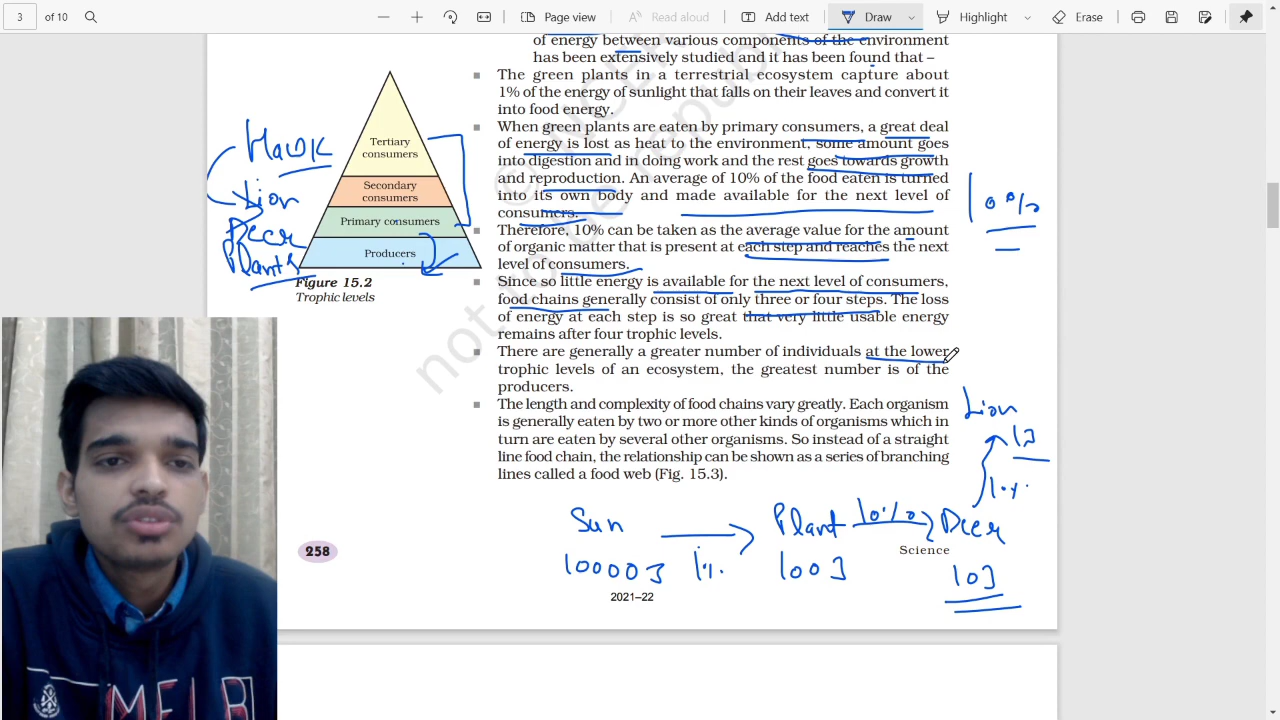 3 of 10
Page view
Read aloud
Add text
Draw
Highlight
Erase
of energy between various components of the environment
has been extensively studied and it has been found that –
The green plants in a terrestrial ecosystem capture about
1% of the energy of sunlight that falls on their leaves and convert it
into food energy.
When green plants are eaten by primary consumers, a great deal
of energy is lost as heat to the environment, some amount goes
into digestion and in doing work and the rest goes towards growth
and reproduction. An average of 10% of the food eaten is turned
into its own body and made available for the next level of
consumers.
Therefore, 10% can be taken as the average value for the amount
of organic matter that is present at each step and reaches the next
level of consumers.
Since so little energy is available for the next level of consumers,
food chains generally consist of only three or four steps. The loss
of energy at each step is so great that very little usable energy
remains after four trophic levels.
There are generally a greater number of individuals at the lower
trophic levels of an ecosystem, the greatest number is of the
producers.
The length and complexity of food chains vary greatly. Each organism
is generally eaten by two or more other kinds of organisms which in
turn are eaten by several other organisms. So instead of a straight
line food chain, the relationship can be shown as a series of branching
lines called a food web (Fig. 15.3).
Tertiary
consumers
Secondary
consumers
Primary consumers
Producers
Hawk
Lion
Deer
Plants
Figure 15.2
Trophic levels
10%
Lion
1J
10%
Sun
1%
Plant
10%
Deer
10000J
100J
10J
258
Science
2021–22
not to be repub
© NCER
MELB